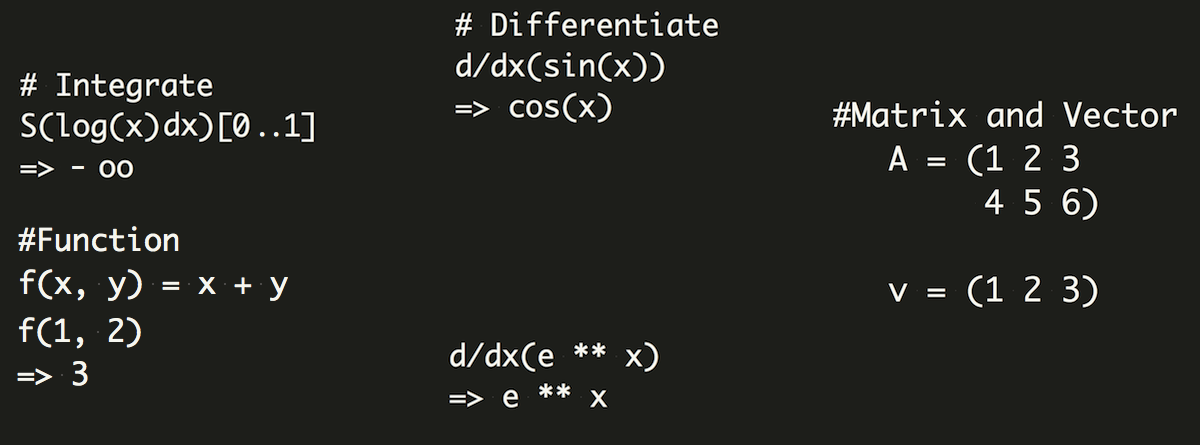 # Integrate
S(log(x)dx)[0..1]
=> - oo
#Function
f(x, y) = x + y
f(1, 2)
=> 3
# Differentiate
d/dx(sin(x))
=> cos(x)
d/dx(e ** x)
=> e ** x
#Matrix and Vector
A = (1 2 3
4 5 6)
v = (1 2 3)